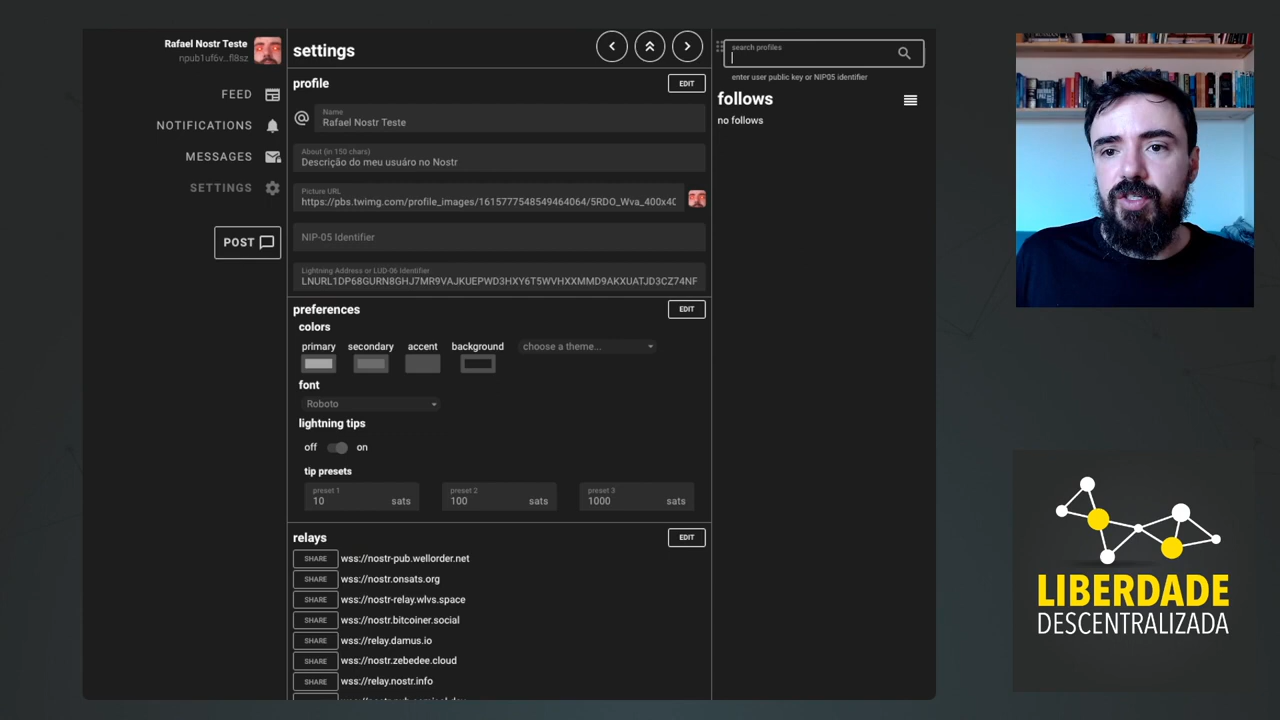 Rafael Nostr Teste
npub1uf6v...fl8sz
FEED
NOTIFICATIONS
MESSAGES
SETTINGS
POST
settings
profile
EDIT
@
Name
Rafael Nostr Teste
About (in 150 chars)
Descrição do meu usuáro no Nostr
Picture URL
https://pbs.twimg.com/profile_images/1615777548549464064/5RDO_Wva_400x40
NIP-05 Identifier
Lightning Address or LUD-06 Identifier
LNURL1DP68GURN8GHJ7MR9VAJKUEPWD3HXY6T5WVHXXMMD9AKXUATJD3CZ74NF
preferences
EDIT
colors
primary secondary accent background choose a theme...
font
Roboto
lightning tips
off on
tip presets
preset 1 preset 2 preset 3
10 sats 100 sats 1000 sats
relays
EDIT
SHARE wss://nostr-pub.wellorder.net
SHARE wss://nostr.onsats.org
SHARE wss://nostr-relay.wlvs.space
SHARE wss://nostr.bitcoiner.social
SHARE wss://relay.damus.io
SHARE wss://nostr.zebedee.cloud
SHARE wss://relay.nostr.info
search profiles
enter user public key or NIP05 identifier
follows
no follows
LIBERDADE
DESCENTRALIZADA